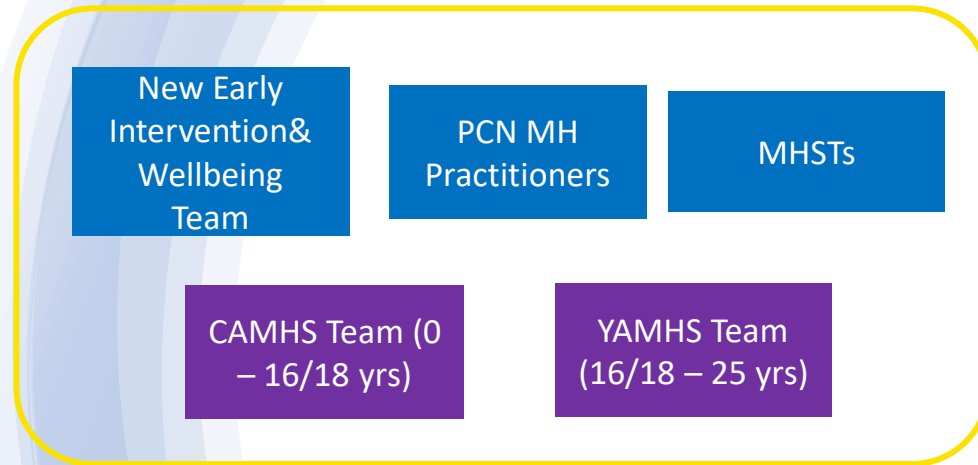 New Early
Intervention&
Wellbeing
Team
PCN MH
Practitioners
MHSTs
CAMHS Team (0
– 16/18 yrs)
YAMHS Team
(16/18 – 25 yrs)